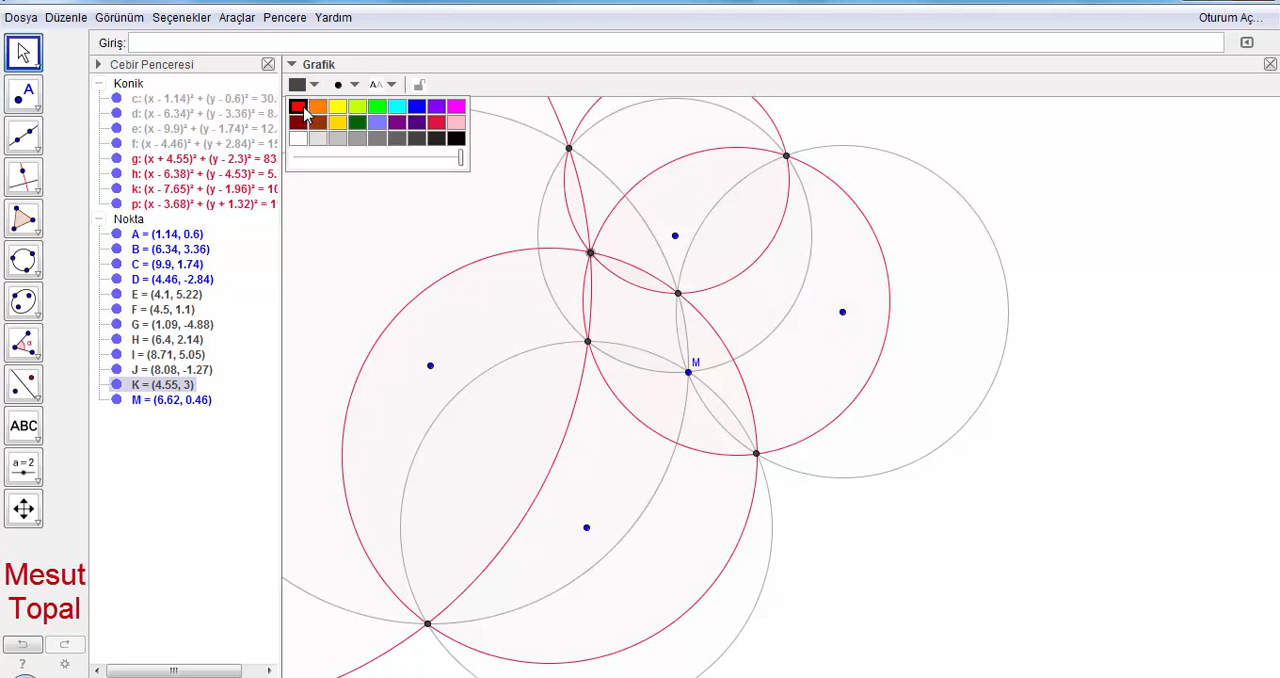 Dosya Düzenle Görünüm Seçenekler Araçlar Pencere Yardım Oturum Aç...
Giriş:
Cebir Penceresi
Grafik
Konik
c: (x - 1.14)² + (y - 0.6)² = 30.
d: (x - 6.34)² + (y - 3.36)² = 8.
e: (x - 9.9)² + (y - 1.74)² = 12.
f: (x - 4.46)² + (y + 2.84)² = 15
g: (x + 4.55)² + (y - 2.3)² = 83.
h: (x - 6.38)² + (y - 4.53)² = 5.
k: (x - 7.65)² + (y - 1.96)² = 10
p: (x - 3.68)² + (y + 1.32)² = 1
Nokta
A = (1.14, 0.6)
B = (6.34, 3.36)
C = (9.9, 1.74)
D = (4.46, -2.84)
E = (4.1, 5.22)
F = (4.5, 1.1)
G = (1.09, -4.88)
H = (6.4, 2.14)
I = (8.71, 5.05)
J = (8.08, -1.27)
K = (4.55, 3)
M = (6.62, 0.46)
A
ABC
a=2
AA
α
M
Mesut
Topal
?